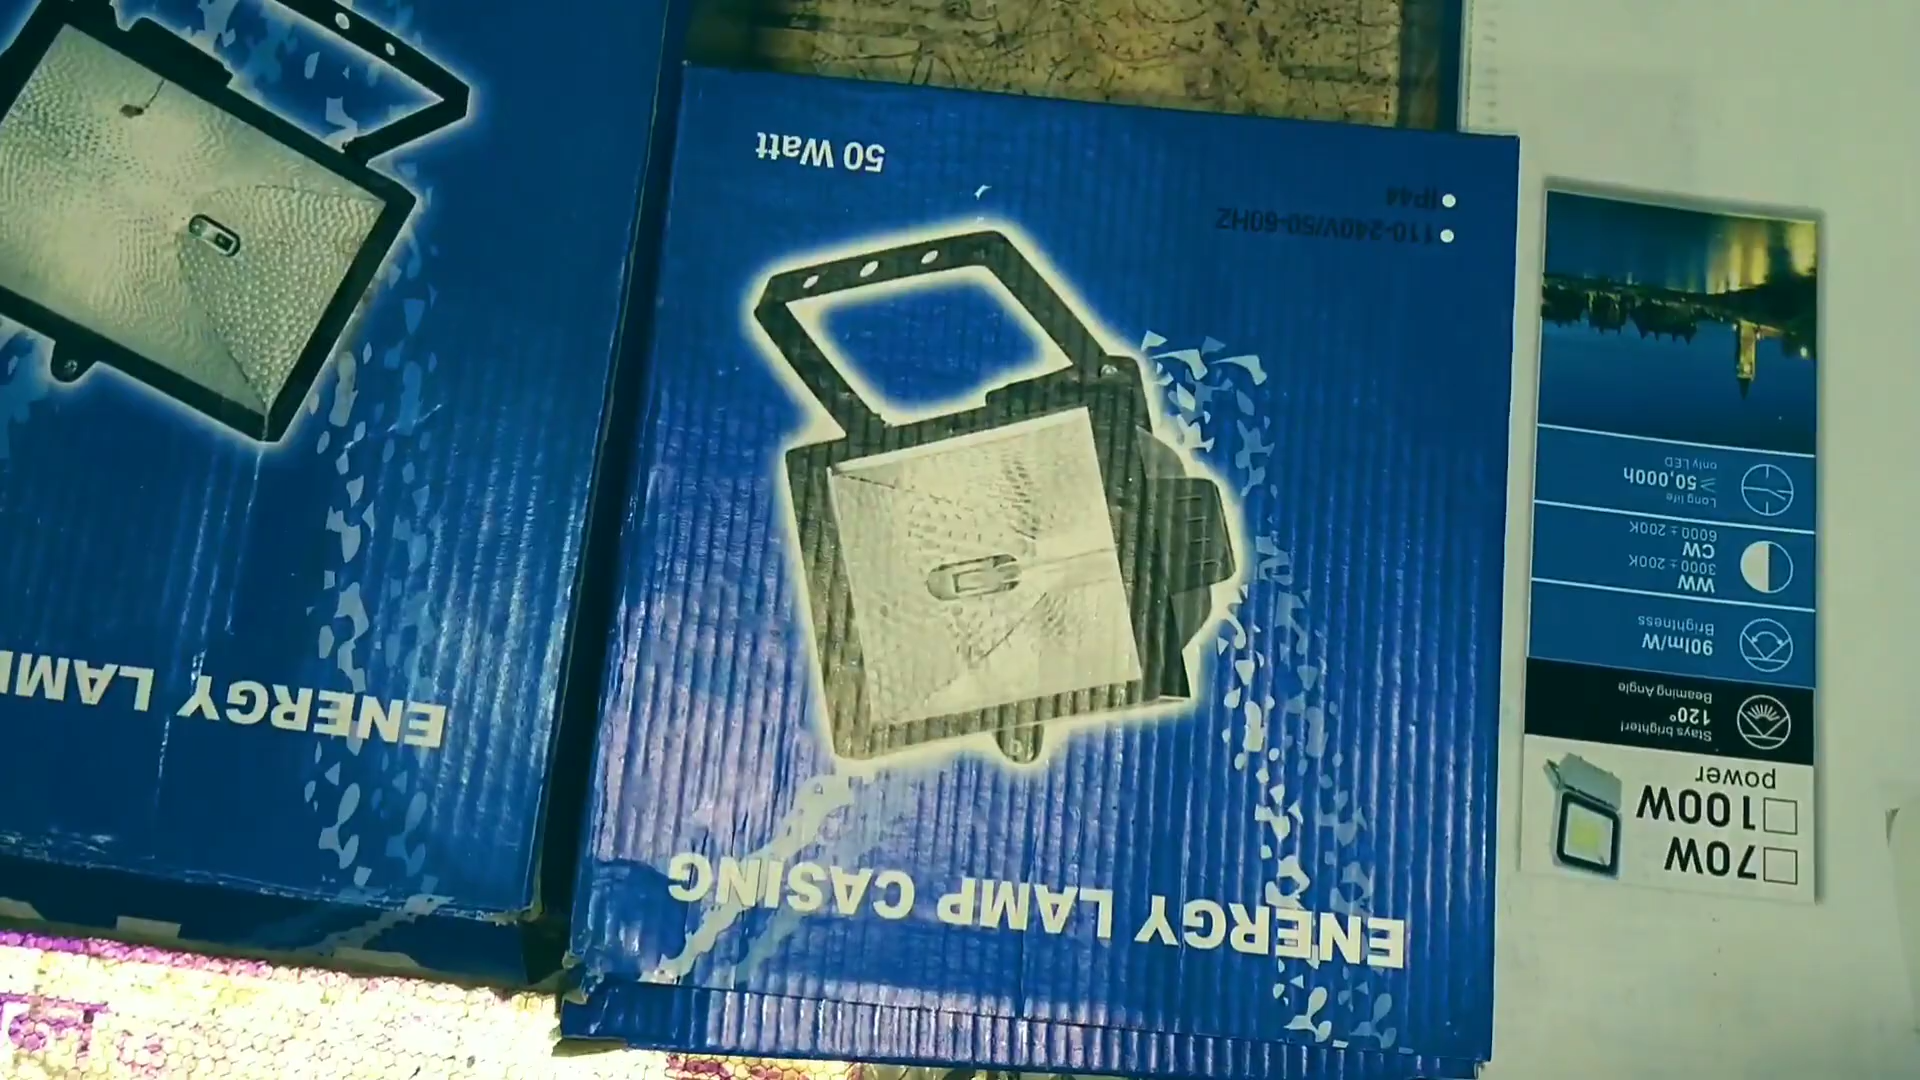 ENERGY LAMP CASING
110-240V/50-60HZ
IP44
50 Watt
ENERGY LAM
70W
100W
power
Stays brighter!
120°
Beaming Angle
90lm/W
Brightness
WW
3000 ± 200K
CW
6000 ± 200K
Long life
50,000h
only LED